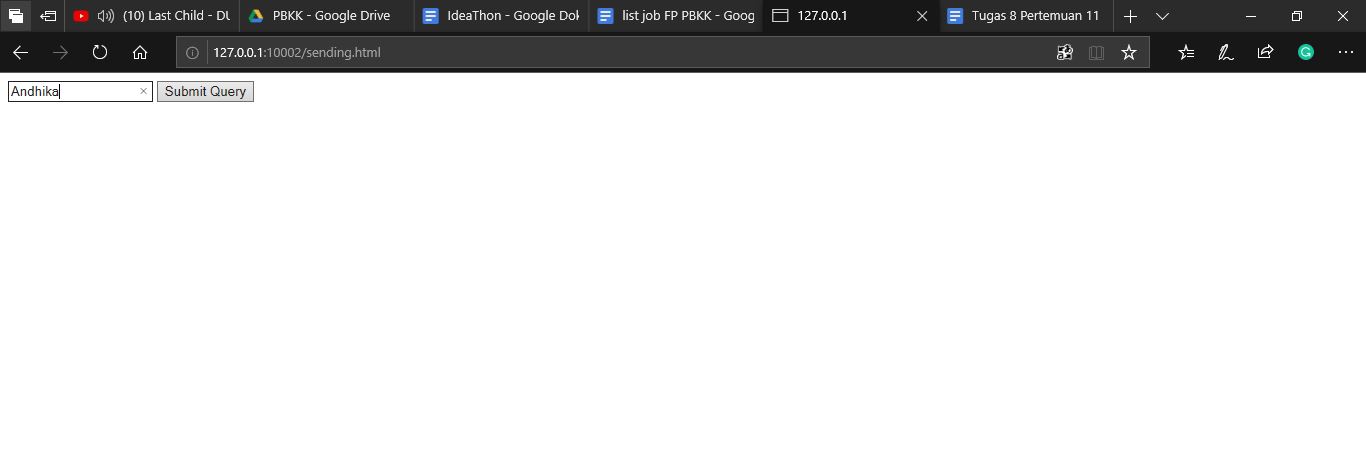 (10) Last Child - DU PBKK - Google Drive IdeaThon - Google Dok list job FP PBKK - Goog 127.0.0.1 Tugas 8 Pertemuan 11
127.0.0.1:10002/sending.html
Andhika Submit Query